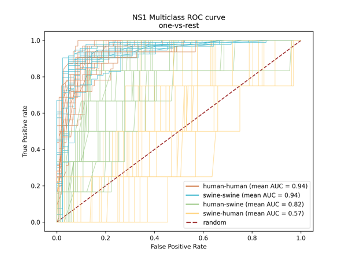 NS1 Multiclass ROC curve
one-vs-rest
1.0
0.8
0.6
0.4
0.2
0.0
True Positive rate
human-human (mean AUC = 0.94)
swine-swine (mean AUC = 0.94)
human-swine (mean AUC = 0.82)
swine-human (mean AUC = 0.57)
random
0.0 0.2 0.4 0.6 0.8 1.0
False Positive Rate